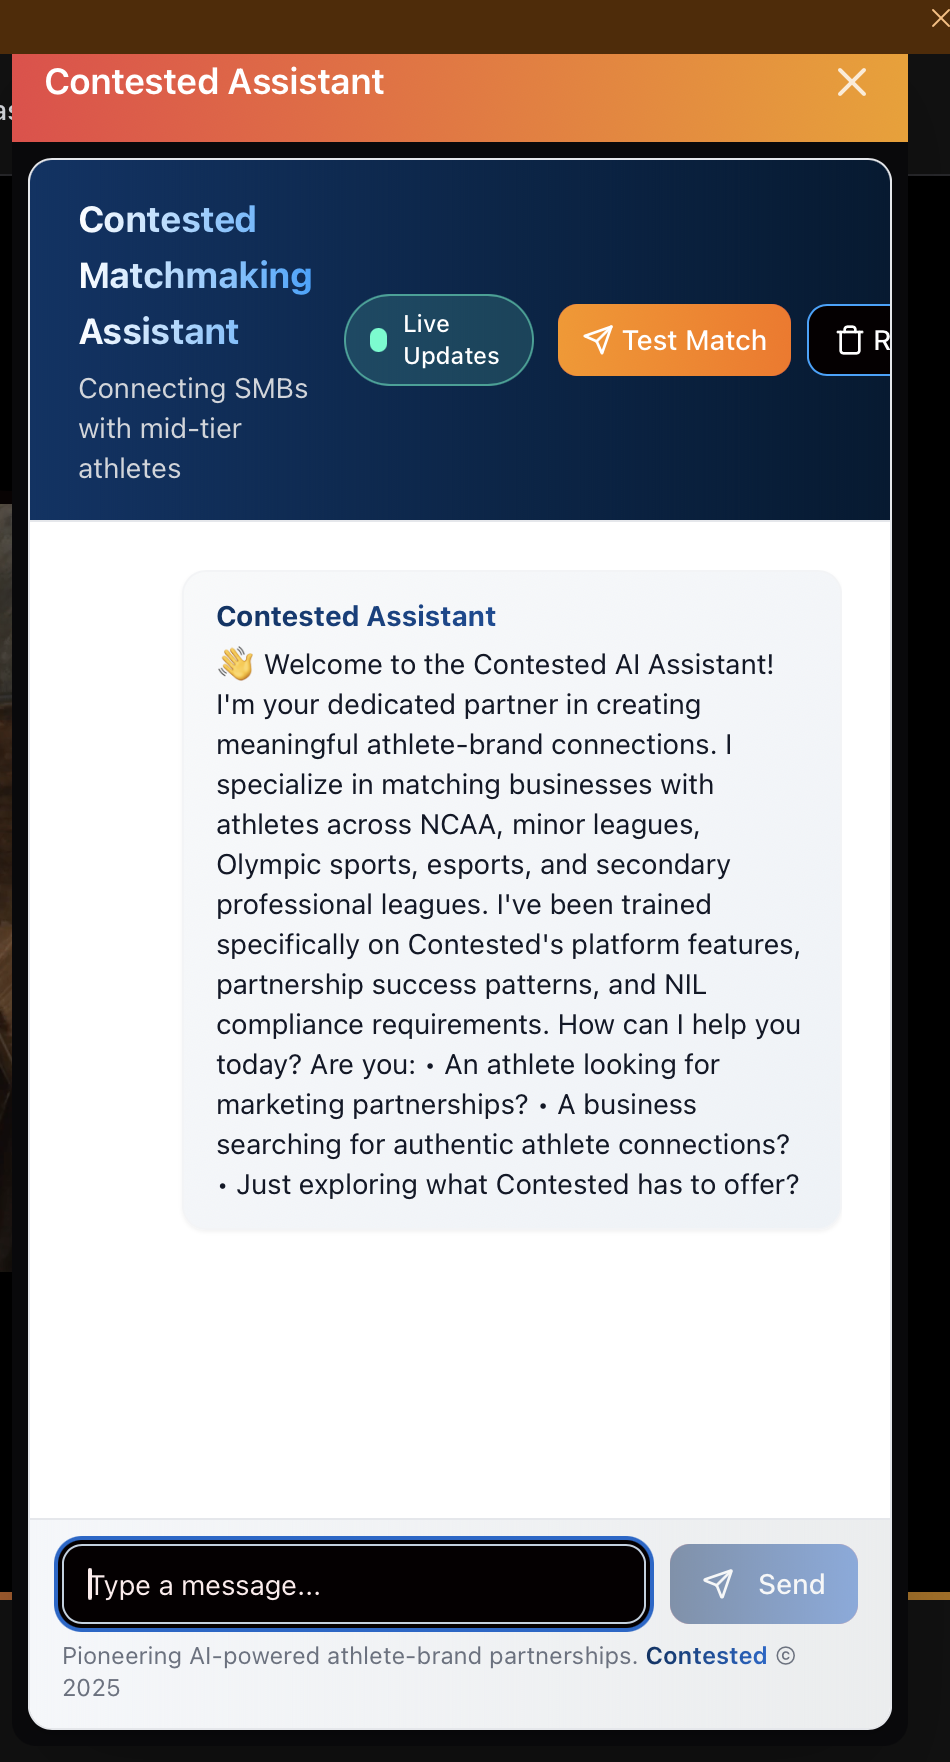 Contested Assistant
Contested
Matchmaking
Assistant
Connecting SMBs
with mid-tier
athletes
Live
Updates
Test Match
R
Contested Assistant
👋 Welcome to the Contested AI Assistant!
I'm your dedicated partner in creating
meaningful athlete-brand connections. I
specialize in matching businesses with
athletes across NCAA, minor leagues,
Olympic sports, esports, and secondary
professional leagues. I've been trained
specifically on Contested's platform features,
partnership success patterns, and NIL
compliance requirements. How can I help you
today? Are you: • An athlete looking for
marketing partnerships? • A business
searching for authentic athlete connections?
• Just exploring what Contested has to offer?
Type a message...
Send
Pioneering AI-powered athlete-brand partnerships. Contested ©
2025